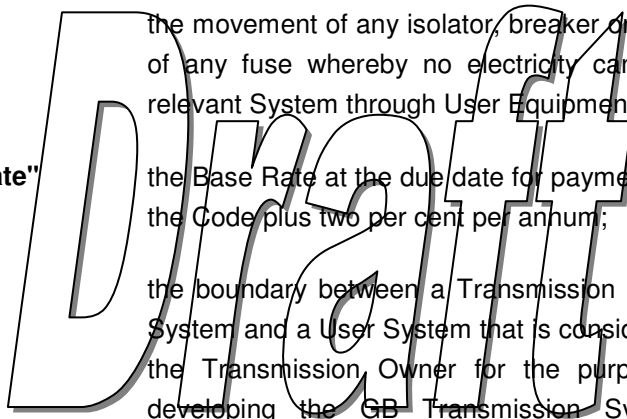 the movement of any isolator, breaker or
of any fuse whereby no electricity can
relevant System through User Equipmen
ate" the Base Rate at the due date for payme
the Code plus two per cent per annum;
the boundary between a Transmission
System and a User System that is consid
the Transmission Owner for the purp
developing the GB Transmission Sy
Draft